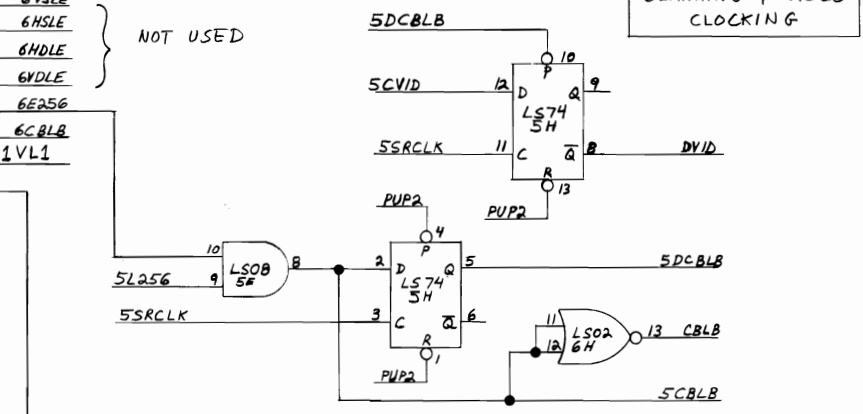 6HSLE
6HDLE
6VDLE
NOT USED
6E256
6CBLB
1VL1
CLOCKING
5DCBLB
10
P
5CVID
12
D
Q
9
LS74
5H
5SRCLK
11
C
Q
8
DVID
R
13
PUP2
PUP2
4
P
10
LS08
5E
8
5L256
9
2
D
Q
5
5DCBLB
LS74
5H
5SRCLK
3
C
Q
6
R
1
PUP2
11
LS02
6H
12
13
CBLB
5CBLB